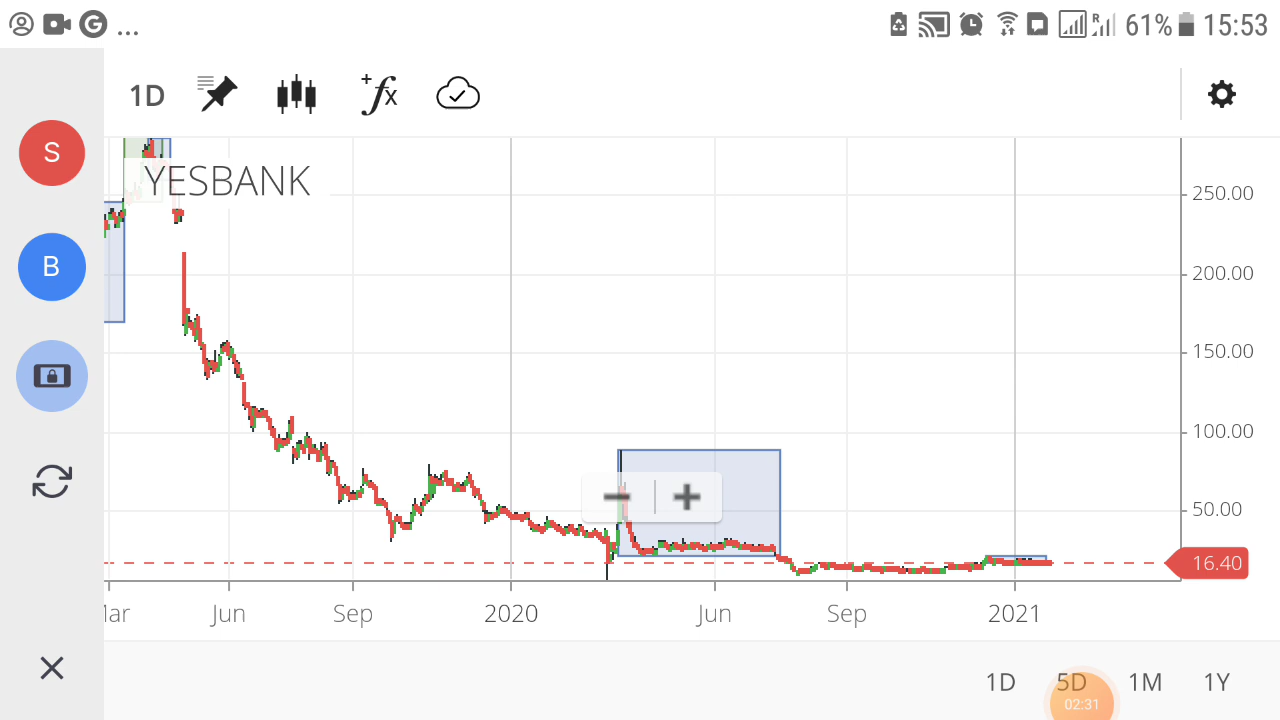 G ... R 61% 15:53
1D +fx
S
YESBANK
250.00
B
200.00
150.00
100.00
50.00
16.40
Mar Jun Sep 2020 Jun Sep 2021
1D 5D 1M 1Y
02:31